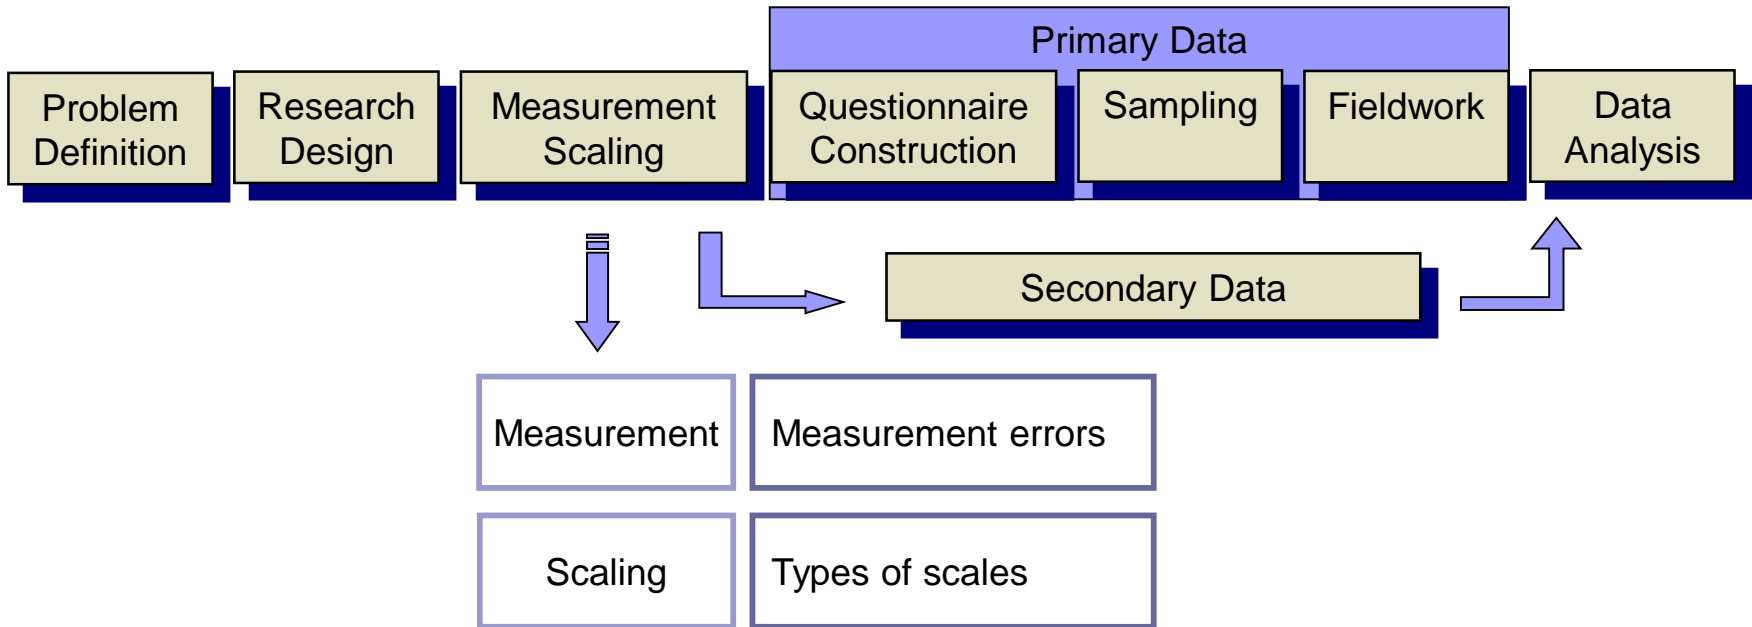 Primary Data
Problem
Definition
Research
Design
Measurement
Scaling
Questionnaire
Construction
Sampling
Fieldwork
Data
Analysis
Secondary Data
Measurement
Measurement errors
Scaling
Types of scales